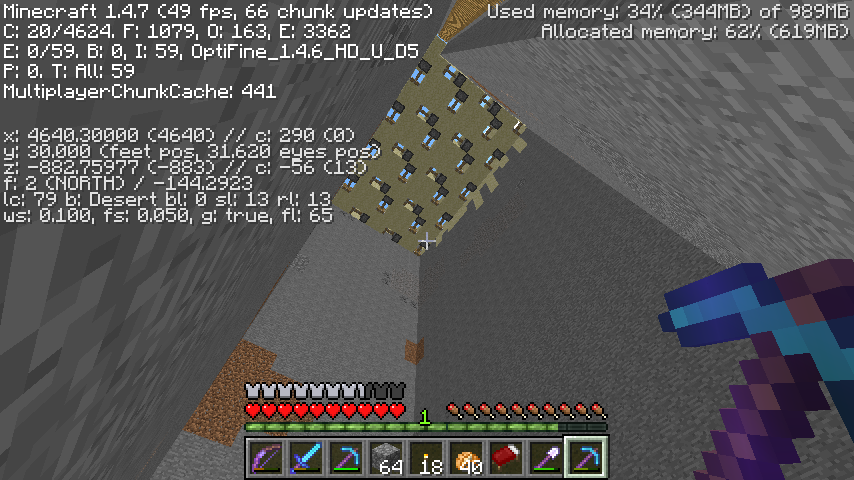 Minecraft 1.4.7 (49 fps, 66 chunk updates)
C: 20/4624. F: 1079, O: 163, E: 3362
E: 0/59. B: 0, I: 59, OptiFine_1.4.6_HD_U_D5
P: 0. T: All: 59
MultiplayerChunkCache: 441
Used memory: 34% (344MB) of 989MB
Allocated memory: 62% (619MB)
x: 4640.30000 (4640) // c: 290 (0)
y: 30.000 (feet pos, 31.620 eyes pos)
z: -882.75977 (-883) // c: -56 (13)
f: 2 (NORTH) / -144.2923
lc: 79 b: Desert bl: 0 sl: 13 rl: 13
ws: 0.100, fs: 0.050, g: true, fl: 65
1
64
18
40